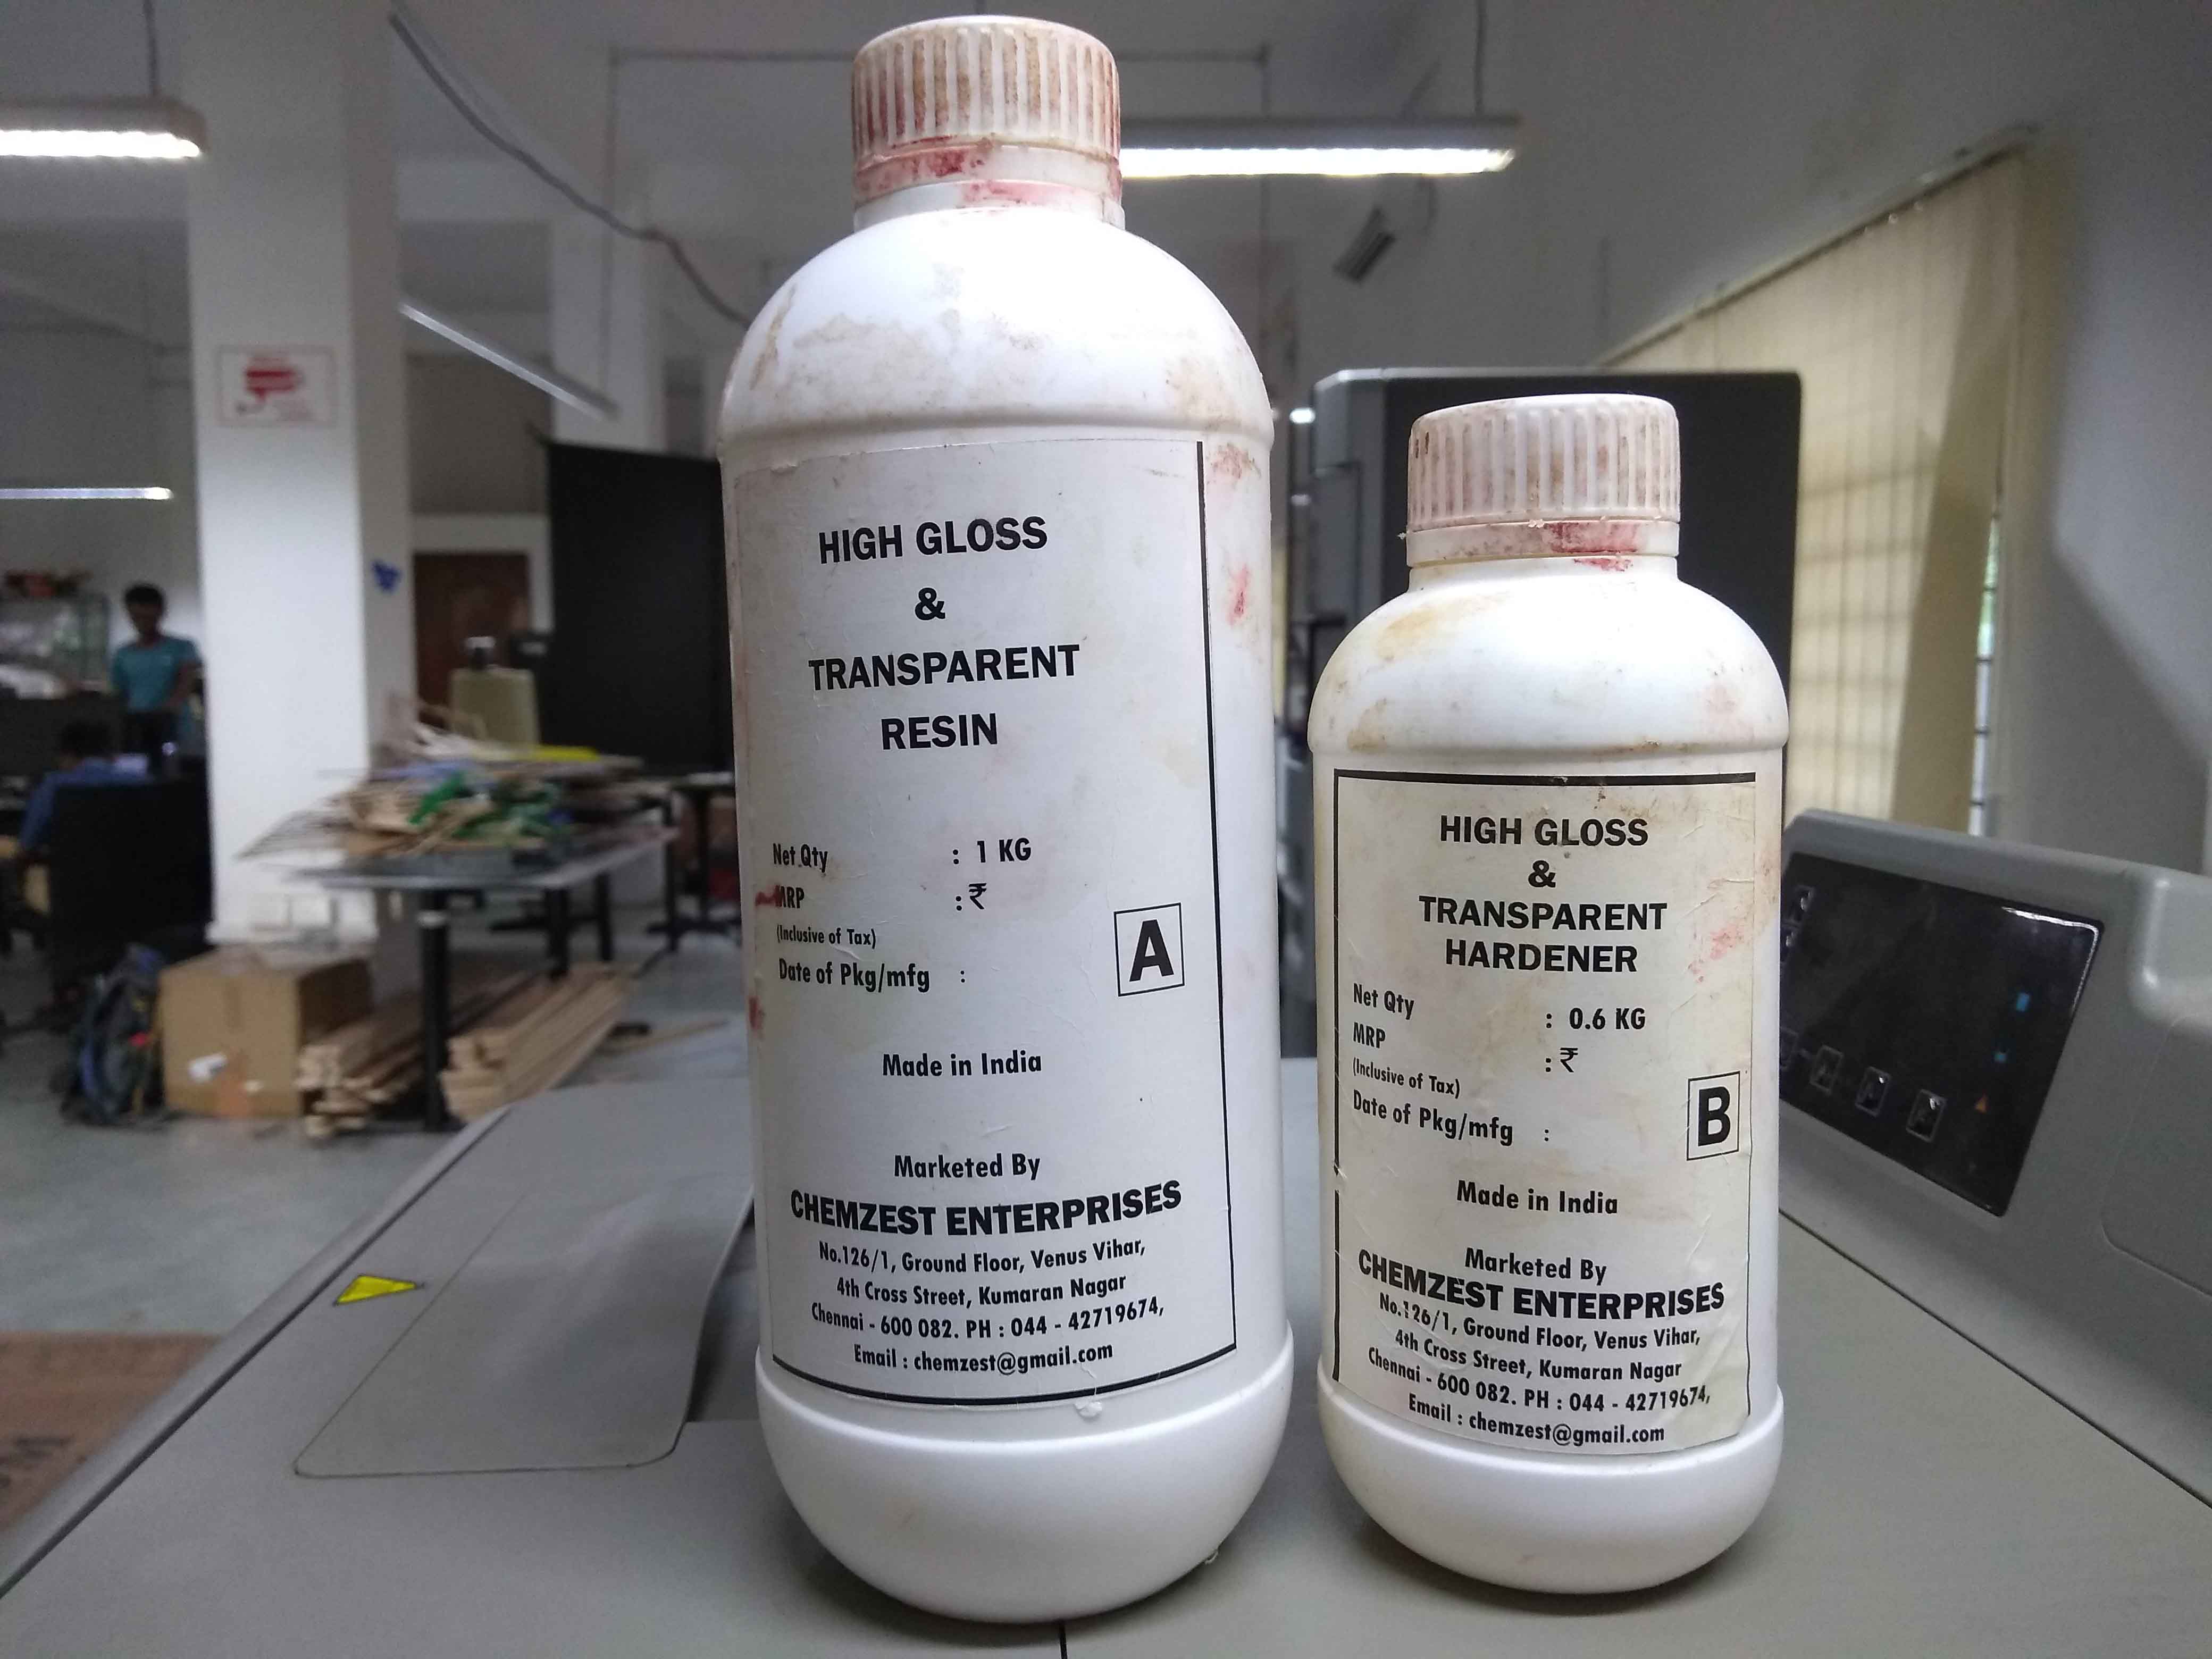 HIGH GLOSS
&
TRANSPARENT
RESIN
Net Qty : 1 KG
MRP : ₹
(Inclusive of Tax)
Date of Pkg/mfg :
A
Made in India
Marketed By
CHEMZEST ENTERPRISES
No.126/1, Ground Floor, Venus Vihar,
4th Cross Street, Kumaran Nagar
Chennai - 600 082. PH : 044 - 42719674,
Email : chemzest@gmail.com
HIGH GLOSS
&
TRANSPARENT
HARDENER
Net Qty : 0.6 KG
MRP : ₹
(Inclusive of Tax)
Date of Pkg/mfg :
B
Made in India
Marketed By
CHEMZEST ENTERPRISES
No.126/1, Ground Floor, Venus Vihar,
4th Cross Street, Kumaran Nagar
Chennai - 600 082. PH : 044 - 42719674,
Email : chemzest@gmail.com